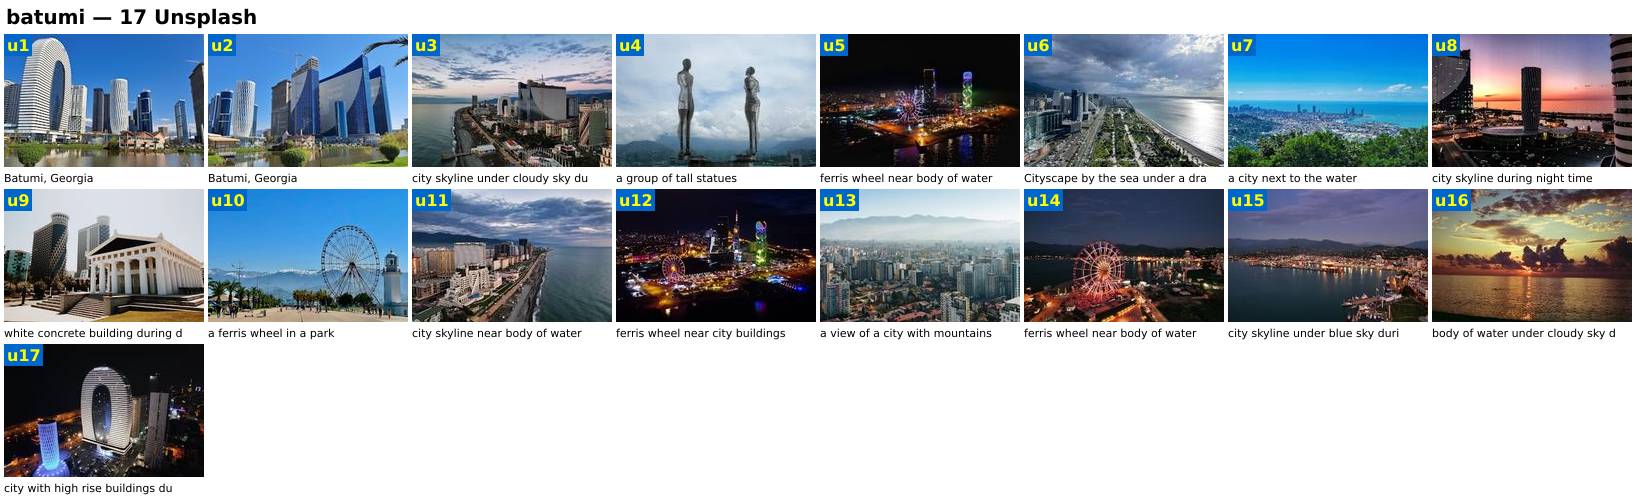 batumi — 17 Unsplash
u1
u2
u3
u4
u5
u6
u7
u8
Batumi, Georgia
Batumi, Georgia
city skyline under cloudy sky du
a group of tall statues
ferris wheel near body of water
Cityscape by the sea under a dra
a city next to the water
city skyline during night time
u9
u10
u11
u12
u13
u14
u15
u16
white concrete building during d
a ferris wheel in a park
city skyline near body of water
ferris wheel near city buildings
a view of a city with mountains
ferris wheel near body of water
city skyline under blue sky duri
body of water under cloudy sky d
u17
city with high rise buildings du